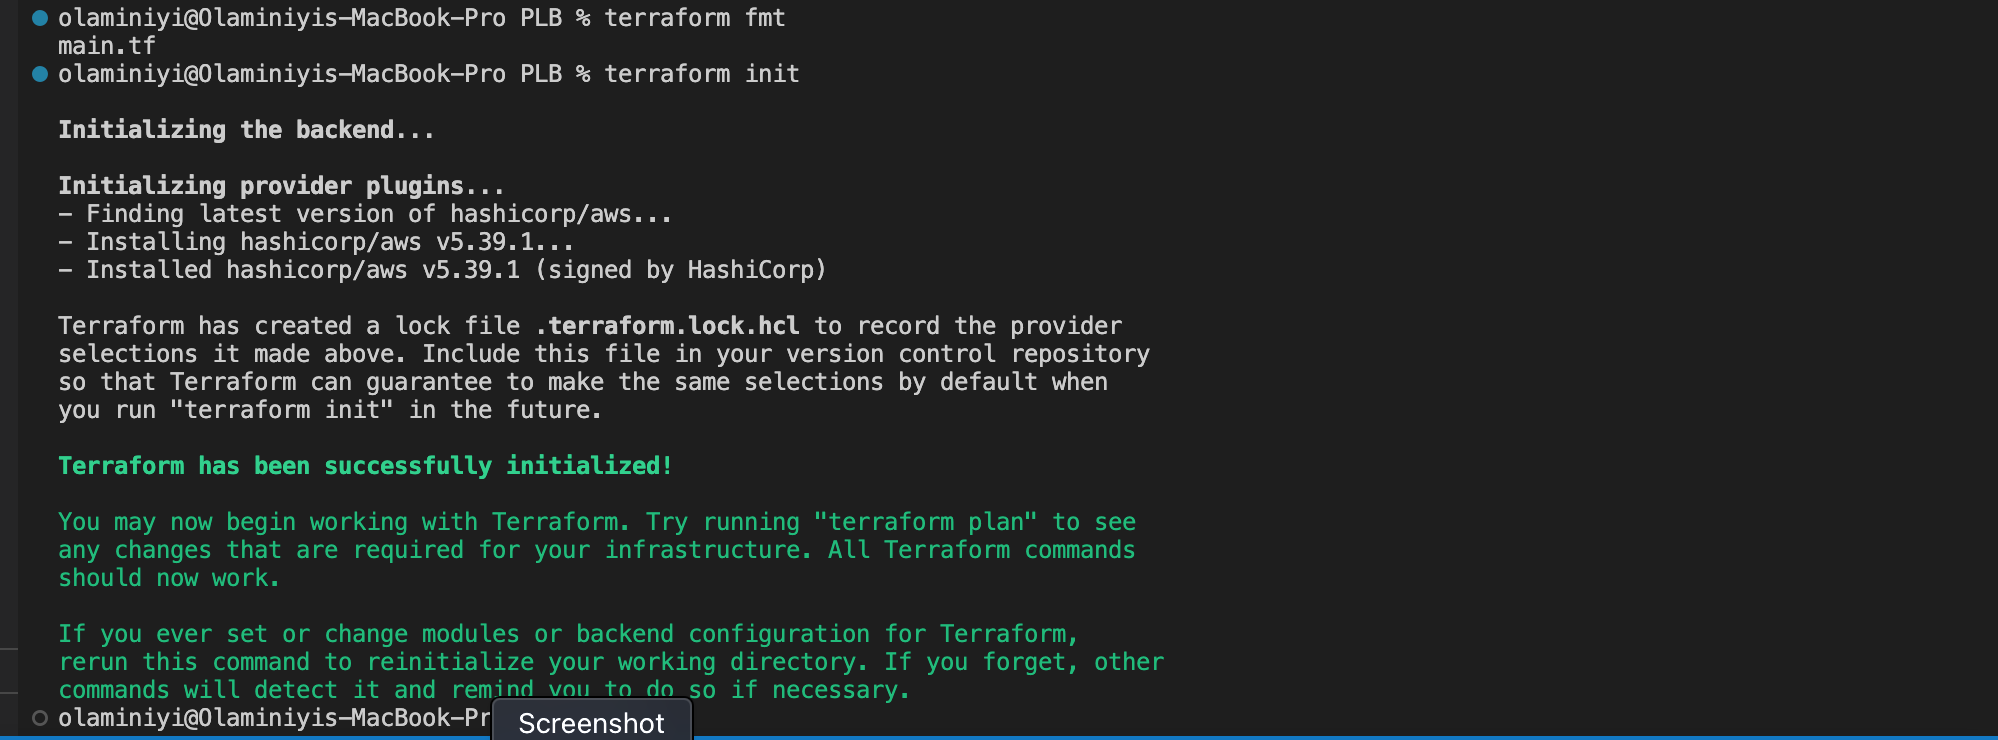 olaminiyi@Olaminiyis-MacBook-Pro PLB % terraform fmt
main.tf
olaminiyi@Olaminiyis-MacBook-Pro PLB % terraform init
Initializing the backend...
Initializing provider plugins...
- Finding latest version of hashicorp/aws...
- Installing hashicorp/aws v5.39.1...
- Installed hashicorp/aws v5.39.1 (signed by HashiCorp)
Terraform has created a lock file .terraform.lock.hcl to record the provider
selections it made above. Include this file in your version control repository
so that Terraform can guarantee to make the same selections by default when
you run "terraform init" in the future.
Terraform has been successfully initialized!
You may now begin working with Terraform. Try running "terraform plan" to see
any changes that are required for your infrastructure. All Terraform commands
should now work.
If you ever set or change modules or backend configuration for Terraform,
rerun this command to reinitialize your working directory. If you forget, other
commands will detect it and remind you to do so if necessary.
olaminiyi@Olaminiyis-MacBook-Pr
Screenshot